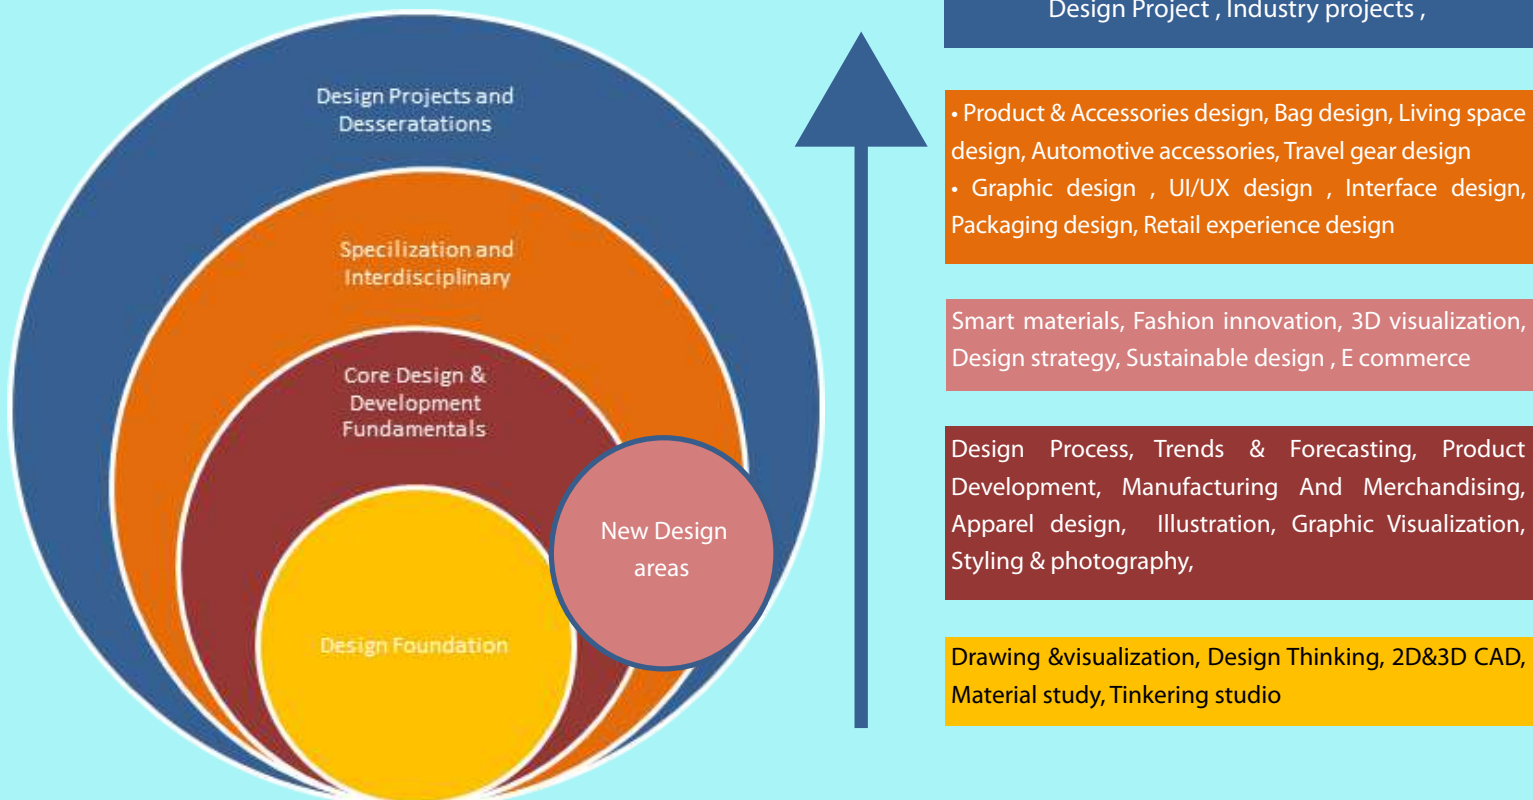 Design Projects and
Desseratations
Specilization and
Interdisciplinary
Core Design &
Development
Fundamentals
New Design
areas
Design Foundation
Design Project , Industry projects ,
• Product & Accessories design, Bag design, Living space
design, Automotive accessories, Travel gear design
• Graphic design , UI/UX design , Interface design,
Packaging design, Retail experience design
Smart materials, Fashion innovation, 3D visualization,
Design strategy, Sustainable design , E commerce
Design Process, Trends & Forecasting, Product
Development, Manufacturing And Merchandising,
Apparel design, Illustration, Graphic Visualization,
Styling & photography,
Drawing &visualization, Design Thinking, 2D&3D CAD,
Material study, Tinkering studio